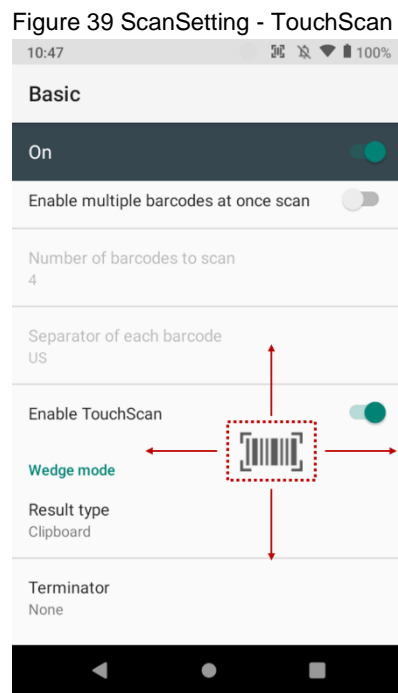 Figure 39 ScanSetting - TouchScan
10:47
100%
Basic
On
Enable multiple barcodes at once scan
Number of barcodes to scan
4
Separator of each barcode
US
Enable TouchScan
Wedge mode
Result type
Clipboard
Terminator
None